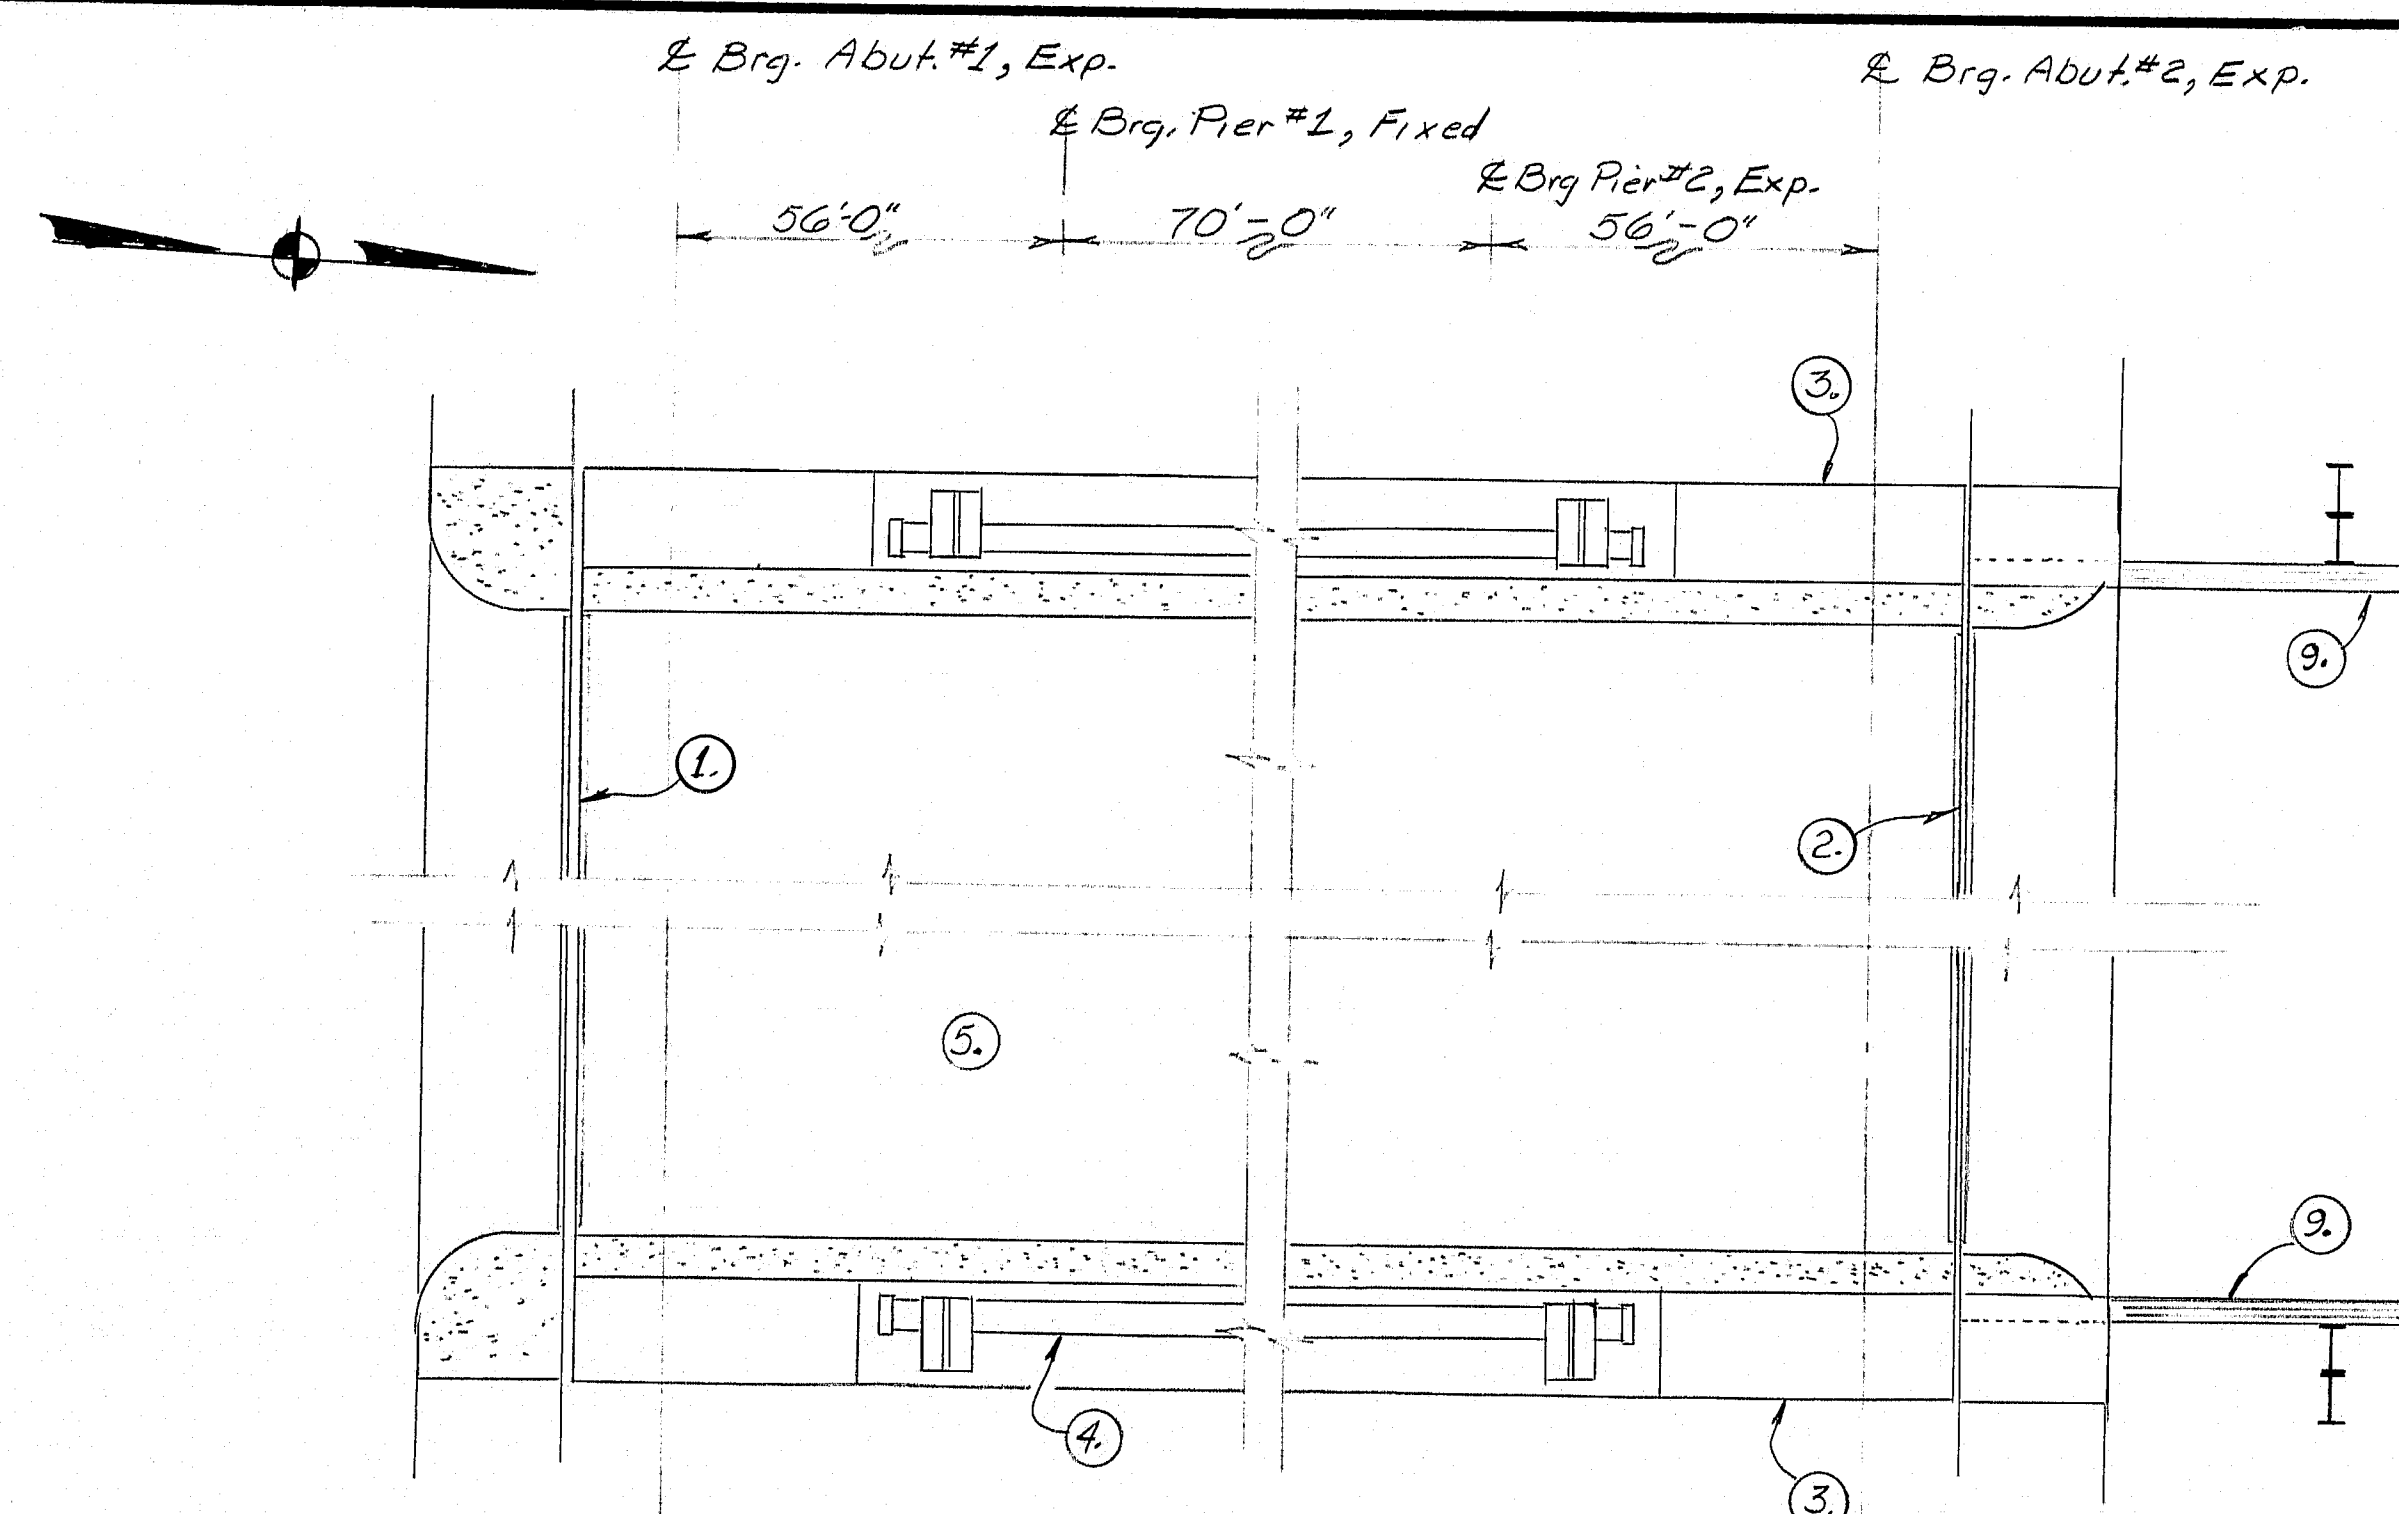 ℄ Brg. Abut. #1, Exp.
℄ Brg. Abut. #2, Exp.
℄ Brg. Pier #1, Fixed
℄ Brg Pier #2, Exp.
56'-0"
70'-0"
56'-0"
3.
9.
1.
2.
5.
9.
4.
3.